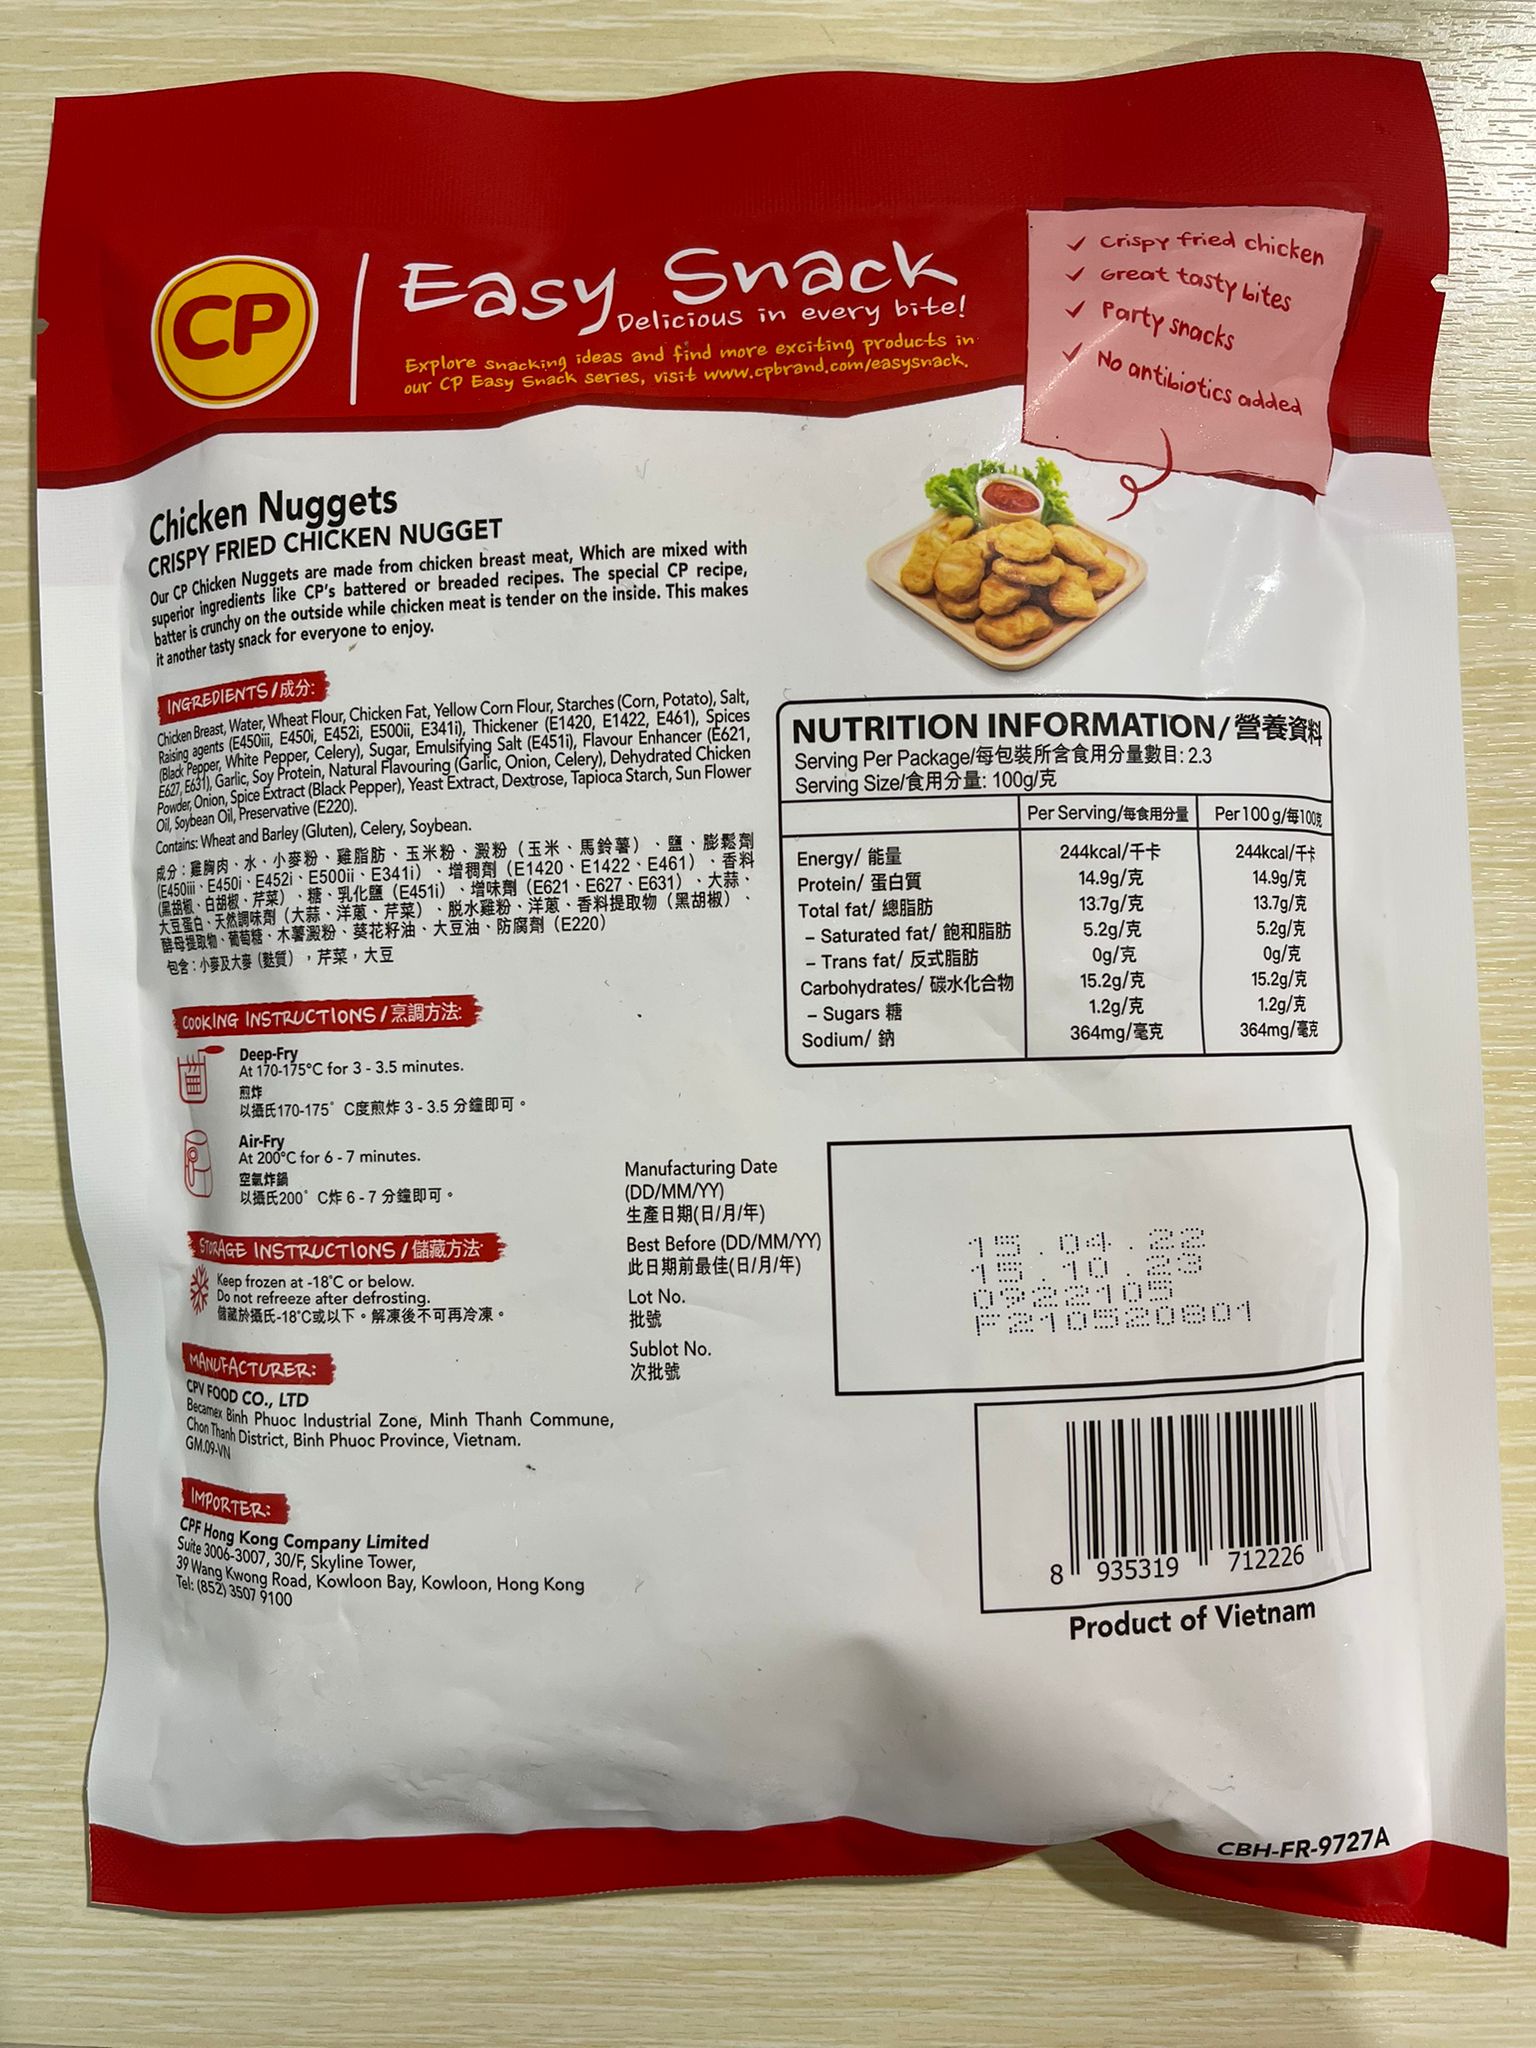 CP
Easy Snack
Delicious in every bite!
Explore snacking ideas and find more exciting products in
our CP Easy Snack series, visit www.cpbrand.com/easysnack.
✓ Crispy fried chicken
✓ Great tasty bites
✓ Party snacks
✓ No antibiotics added
Chicken Nuggets
CRISPY FRIED CHICKEN NUGGET
Our CP Chicken Nuggets are made from chicken breast meat, Which are mixed with
superior ingredients like CP's battered or breaded recipes. The special CP recipe,
batter is crunchy on the outside while chicken meat is tender on the inside. This makes
it another tasty snack for everyone to enjoy.
INGREDIENTS/成分:
Chicken Breast, Water, Wheat Flour, Chicken Fat, Yellow Corn Flour, Starches (Corn, Potato), Salt,
Raising agents (E450iii, E450i, E452i, E500ii, E341i), Thickener (E1420, E1422, E461), Spices
(Black Pepper, White Pepper, Celery), Sugar, Emulsifying Salt (E451i), Flavour Enhancer (E621,
E627, E631), Garlic, Soy Protein, Natural Flavouring (Garlic, Onion, Celery), Dehydrated Chicken
Powder, Onion, Spice Extract (Black Pepper), Yeast Extract, Dextrose, Tapioca Starch, Sun Flower
Oil, Soybean Oil, Preservative (E220).
Contains: Wheat and Barley (Gluten), Celery, Soybean.
成分：雞胸肉、水、小麥粉、雞脂肪、玉米粉、澱粉（玉米、馬鈴薯）、鹽、膨鬆劑
(E450iii、E450i、E452i、E500ii、E341i）、增稠劑（E1420、E1422、E461）、香料
(黑胡椒、白胡椒、芹菜）、糖、乳化鹽（E451i）、增味劑（E621、E627、E631）、大蒜、
大豆蛋白、天然調味劑（大蒜、洋蔥、芹菜）、脫水雞粉、洋蔥、香料提取物（黑胡椒）、
酵母提取物、葡萄糖、木薯澱粉、葵花籽油、大豆油、防腐劑（E220）
包含：小麥及大麥（麩質），芹菜，大豆
NUTRITION INFORMATION/營養資料
Serving Per Package/每包裝所含食用分量數目: 2.3
Serving Size/食用分量: 100g/克
Per Serving/每食用分量 Per 100 g/每100克
Energy/ 能量 244kcal/千卡 244kcal/千卡
Protein/ 蛋白質 14.9g/克 14.9g/克
Total fat/ 總脂肪 13.7g/克 13.7g/克
– Saturated fat/ 飽和脂肪 5.2g/克 5.2g/克
– Trans fat/ 反式脂肪 0g/克 0g/克
Carbohydrates/ 碳水化合物 15.2g/克 15.2g/克
– Sugars 糖 1.2g/克 1.2g/克
Sodium/ 鈉 364mg/毫克 364mg/毫克
COOKING INSTRUCTIONS/烹調方法:
Deep-Fry
At 170-175°C for 3 - 3.5 minutes.
煎炸
以攝氏170-175° C度煎炸 3 - 3.5 分鐘即可。
Air-Fry
At 200°C for 6 - 7 minutes.
空氣炸鍋
以攝氏200° C炸 6 - 7 分鐘即可。
STORAGE INSTRUCTIONS/儲藏方法:
Keep frozen at -18°C or below.
Do not refreeze after defrosting.
儲藏於攝氏-18°C或以下。解凍後不可再冷凍。
Manufacturing Date
(DD/MM/YY)
生產日期(日/月/年)
Best Before (DD/MM/YY)
此日期前最佳(日/月/年)
Lot No.
批號
Sublot No.
次批號
15.04.22
15.10.23
0922105
F210520801
MANUFACTURER:
CPV FOOD CO., LTD
Becamex Binh Phuoc Industrial Zone, Minh Thanh Commune,
Chon Thanh District, Binh Phuoc Province, Vietnam.
GM.09-VN
IMPORTER:
CPF Hong Kong Company Limited
Suite 3006-3007, 30/F, Skyline Tower,
39 Wang Kwong Road, Kowloon Bay, Kowloon, Hong Kong
Tel: (852) 3507 9100
8 935319 712226
Product of Vietnam
CBH-FR-9727A